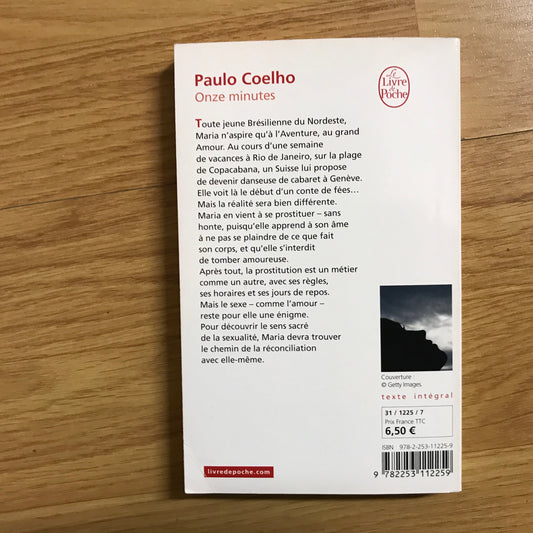 Paulo Coelho
Onze minutes
Le
Livre
de
Poche
Toute jeune Brésilienne du Nordeste,
Maria n'aspire qu'à l'Aventure, au grand
Amour. Au cours d'une semaine
de vacances à Rio de Janeiro, sur la plage
de Copacabana, un Suisse lui propose
de devenir danseuse de cabaret à Genève.
Elle voit là le début d'un conte de fées…
Mais la réalité sera bien différente.
Maria en vient à se prostituer – sans
honte, puisqu'elle apprend à son âme
à ne pas se plaindre de ce que fait
son corps, et qu'elle s'interdit
de tomber amoureuse.
Après tout, la prostitution est un métier
comme un autre, avec ses règles,
ses horaires et ses jours de repos.
Mais le sexe – comme l'amour –
reste pour elle une énigme.
Pour découvrir le sens sacré
de la sexualité, Maria devra trouver
le chemin de la réconciliation
avec elle-même.
Couverture
© Getty Images.
texte intégral
31 / 1225 / 7
Prix France TTC
6,50 €
ISBN : 978-2-253-11225-9
9 782253 112259
livredepoche.com